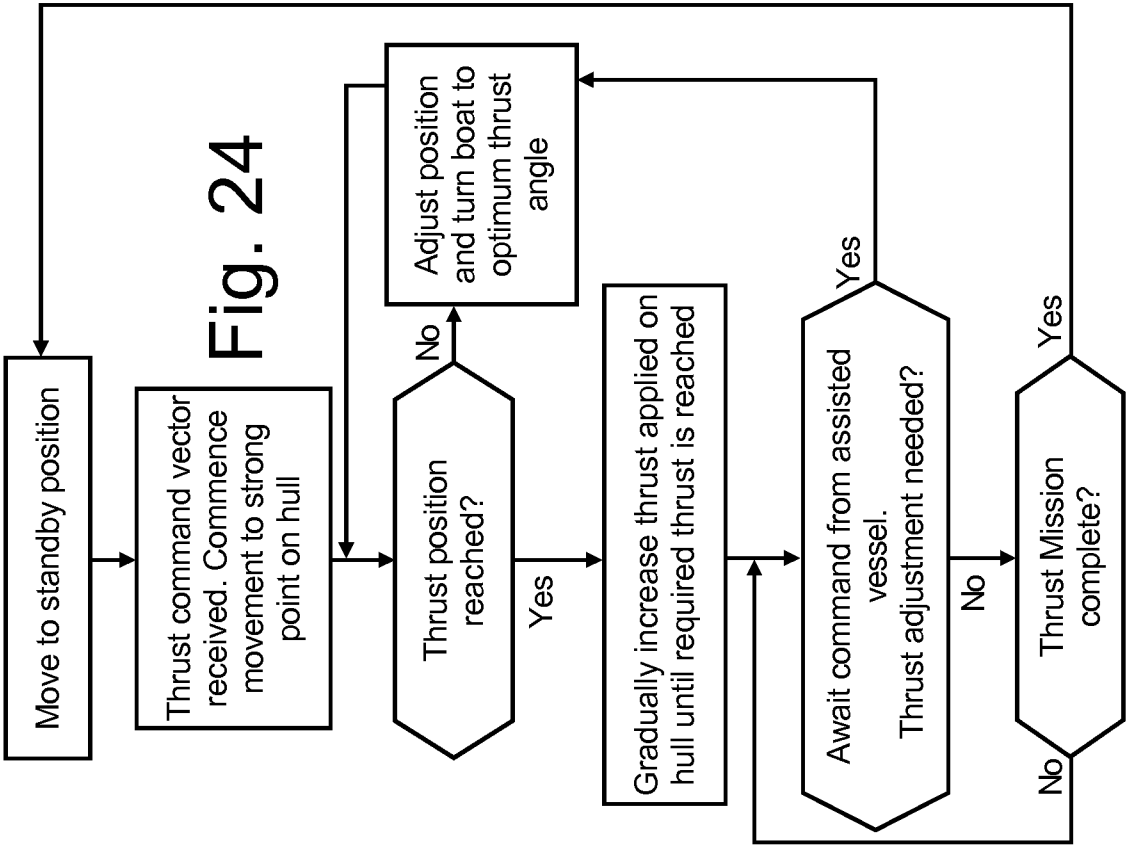 Fig. 24
Move to standby position
Thrust command vector
received. Commence
movement to strong
point on hull
Thrust position
reached?
No
Adjust position
and turn boat to
optimum thrust
angle
Yes
Gradually increase thrust applied on
hull until required thrust is reached
Await command from assisted
vessel.
Thrust adjustment needed?
Yes
No
Thrust Mission
complete?
Yes
No